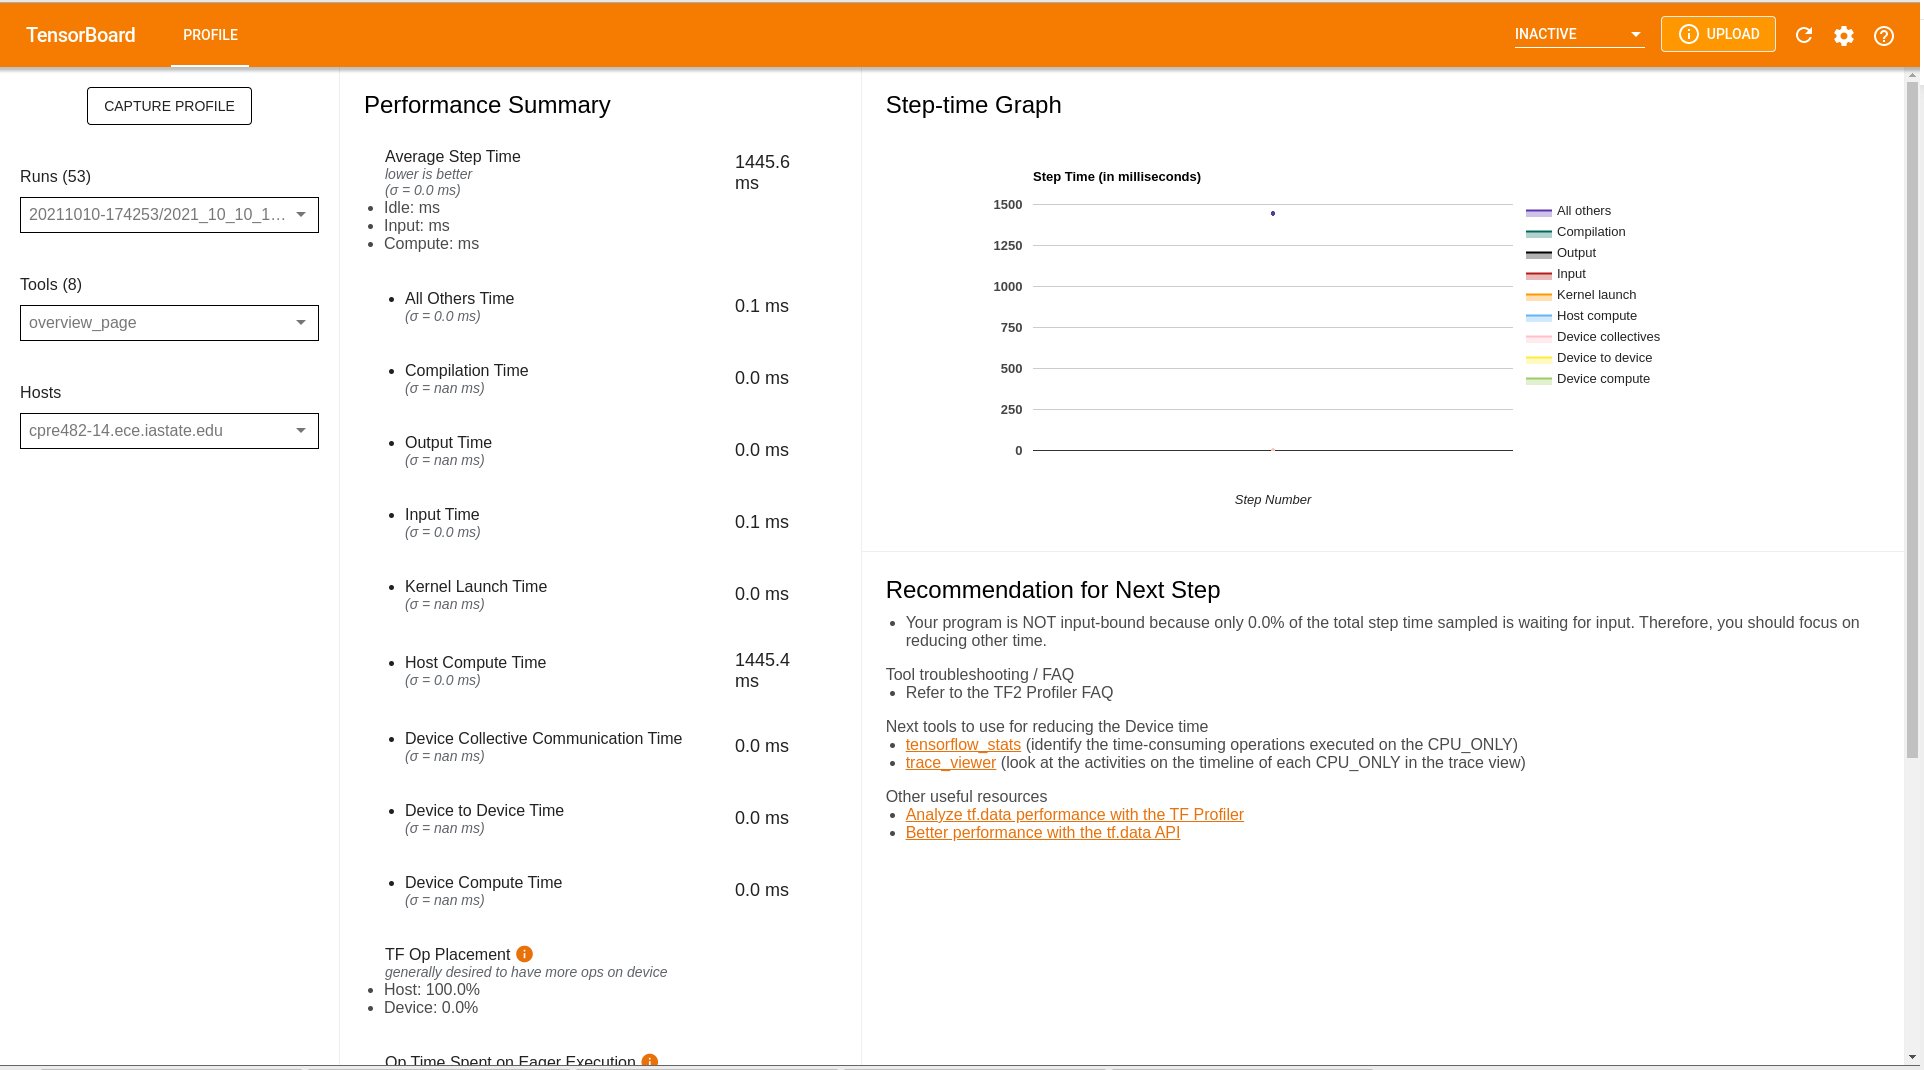 TensorBoard
PROFILE
INACTIVE
UPLOAD
CAPTURE PROFILE
Runs (53)
20211010-174253/2021_10_10_1...
Tools (8)
overview_page
Hosts
cpre482-14.ece.iastate.edu
Performance Summary
Average Step Time
lower is better
(σ = 0.0 ms)
1445.6
ms
Idle: ms
Input: ms
Compute: ms
All Others Time
(σ = 0.0 ms)
0.1 ms
Compilation Time
(σ = nan ms)
0.0 ms
Output Time
(σ = nan ms)
0.0 ms
Input Time
(σ = 0.0 ms)
0.1 ms
Kernel Launch Time
(σ = nan ms)
0.0 ms
Host Compute Time
(σ = 0.0 ms)
1445.4
ms
Device Collective Communication Time
(σ = nan ms)
0.0 ms
Device to Device Time
(σ = nan ms)
0.0 ms
Device Compute Time
(σ = nan ms)
0.0 ms
TF Op Placement
generally desired to have more ops on device
Host: 100.0%
Device: 0.0%
Op Time Spent on Eager Execution
Step-time Graph
Step Time (in milliseconds)
1500
1250
1000
750
500
250
0
Step Number
All others
Compilation
Output
Input
Kernel launch
Host compute
Device collectives
Device to device
Device compute
Recommendation for Next Step
Your program is NOT input-bound because only 0.0% of the total step time sampled is waiting for input. Therefore, you should focus on
reducing other time.
Tool troubleshooting / FAQ
Refer to the TF2 Profiler FAQ
Next tools to use for reducing the Device time
tensorflow_stats (identify the time-consuming operations executed on the CPU_ONLY)
trace_viewer (look at the activities on the timeline of each CPU_ONLY in the trace view)
Other useful resources
Analyze tf.data performance with the TF Profiler
Better performance with the tf.data API